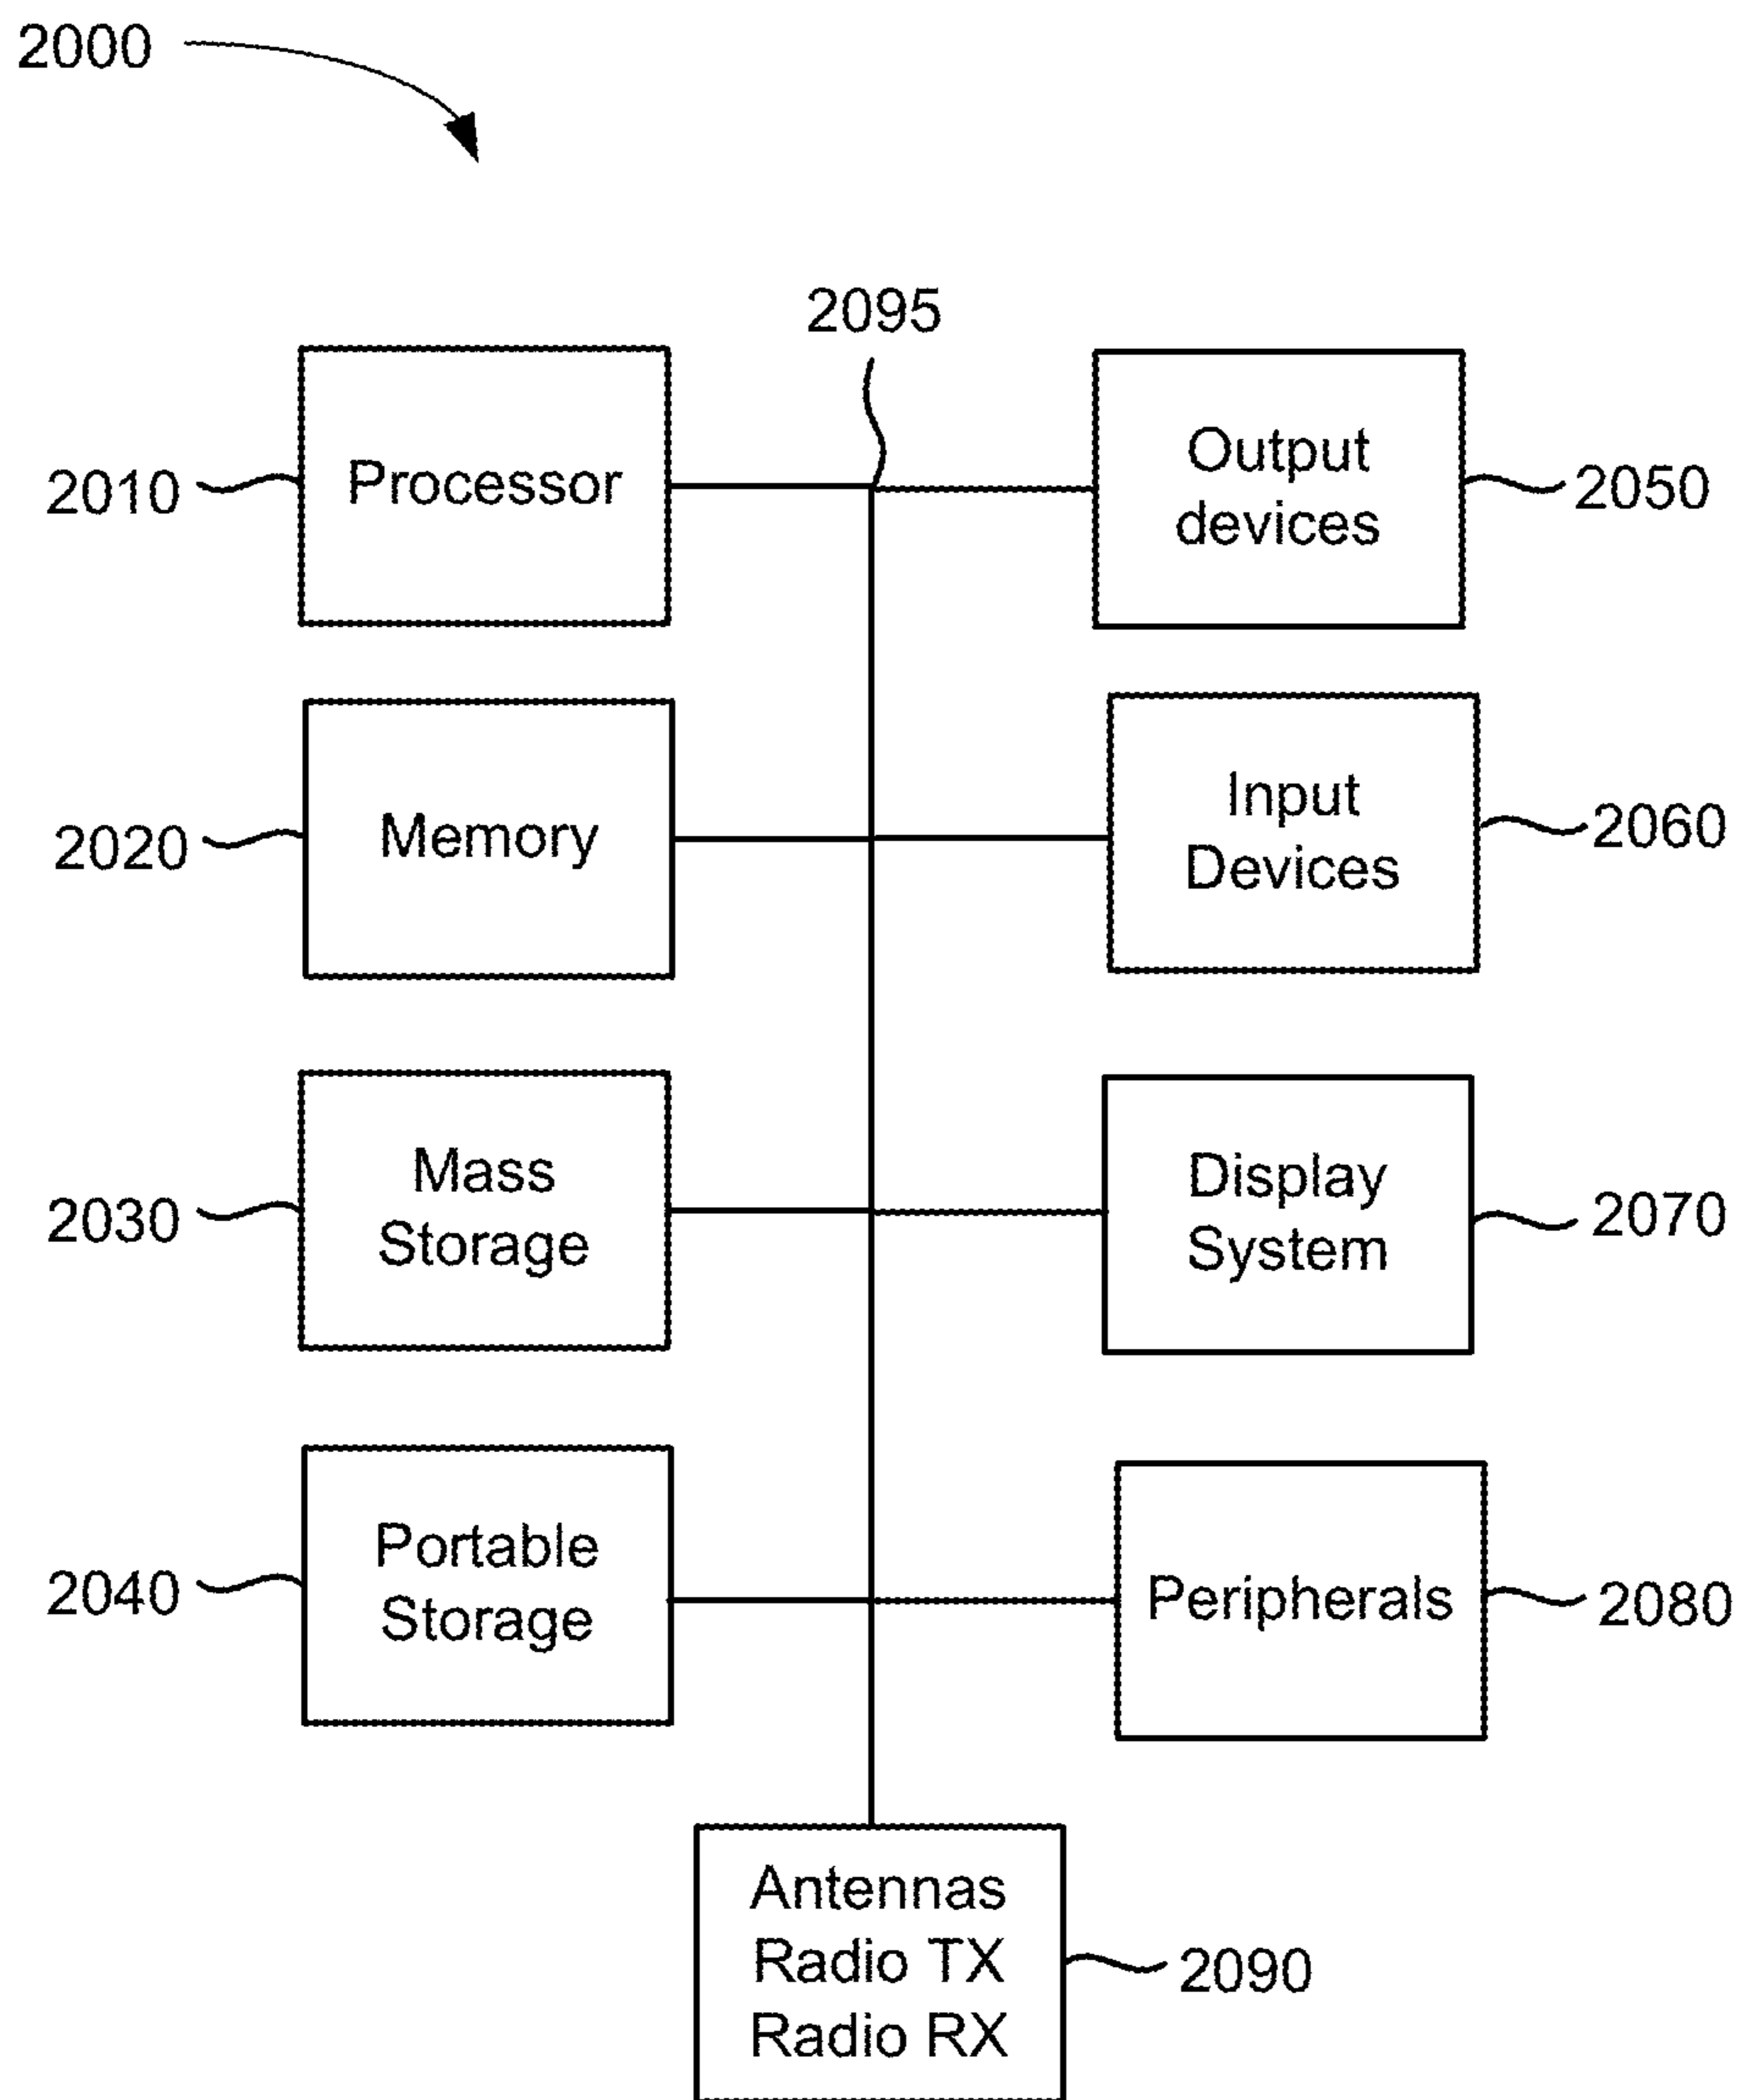 2000
2095
2010
Processor
Output
devices
2050
2020
Memory
Input
Devices
2060
2030
Mass
Storage
Display
System
2070
2040
Portable
Storage
Peripherals
2080
Antennas
Radio TX
Radio RX
2090